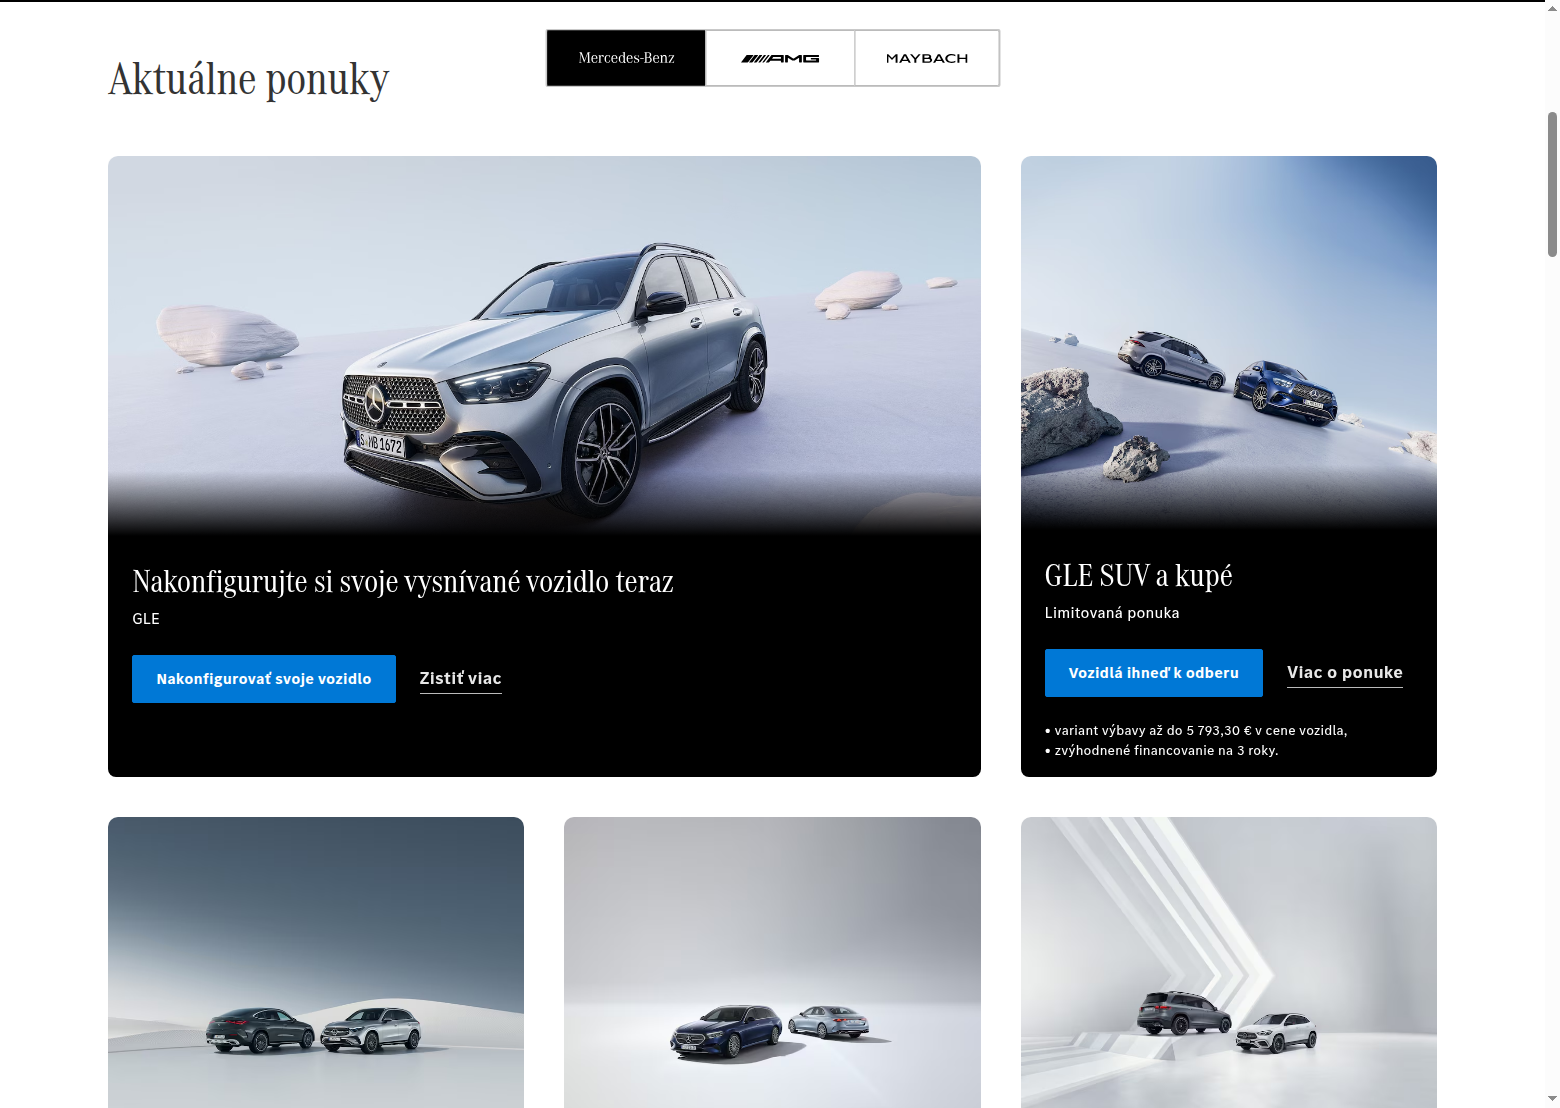 Aktuálne ponuky
Mercedes-Benz
AMG
MAYBACH
S MB 1672
Nakonfigurujte si svoje vysnívané vozidlo teraz
GLE
Nakonfigurovať svoje vozidlo
Zistiť viac
GLE SUV a kupé
Limitovaná ponuka
Vozidlá ihneď k odberu
Viac o ponuke
• variant výbavy až do 5 793,30 € v cene vozidla,
• zvýhodnené financovanie na 3 roky.